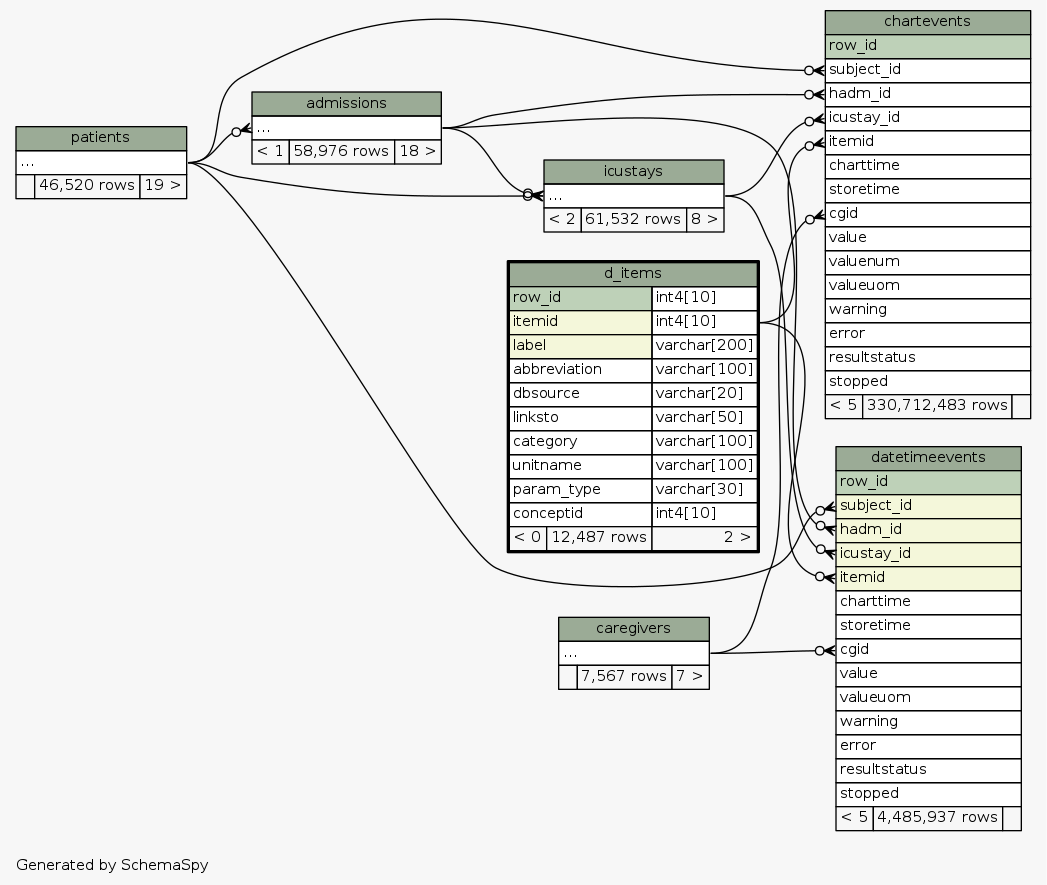 patients
...
46,520 rows 19 >
admissions
...
< 1 58,976 rows 18 >
icustays
...
< 2 61,532 rows 8 >
d_items
row_id int4[10]
itemid int4[10]
label varchar[200]
abbreviation varchar[100]
dbsource varchar[20]
linksto varchar[50]
category varchar[100]
unitname varchar[100]
param_type varchar[30]
conceptid int4[10]
< 0 12,487 rows 2 >
caregivers
...
7,567 rows 7 >
chartevents
row_id
subject_id
hadm_id
icustay_id
itemid
charttime
storetime
cgid
value
valuenum
valueuom
warning
error
resultstatus
stopped
< 5 330,712,483 rows
datetimeevents
row_id
subject_id
hadm_id
icustay_id
itemid
charttime
storetime
cgid
value
valueuom
warning
error
resultstatus
stopped
< 5 4,485,937 rows
Generated by SchemaSpy